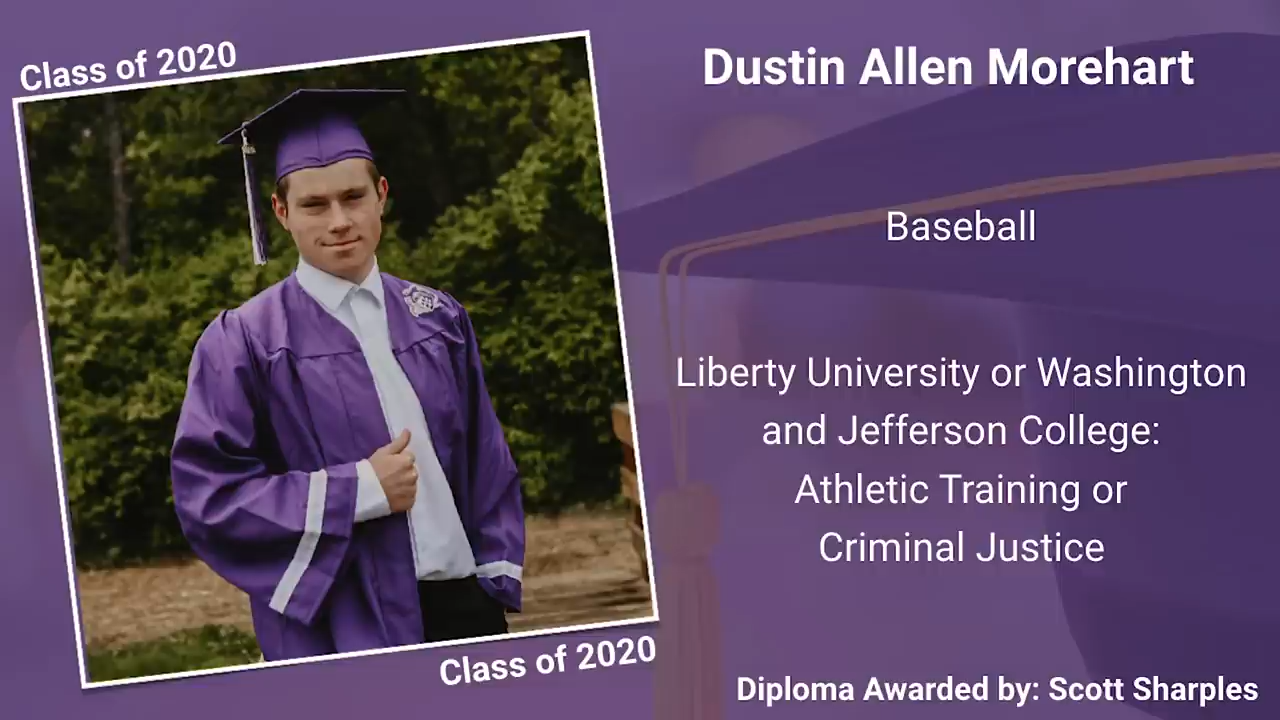 Class of 2020
Dustin Allen Morehart
Baseball
Liberty University or Washington
and Jefferson College:
Athletic Training or
Criminal Justice
Class of 2020
Diploma Awarded by: Scott Sharples